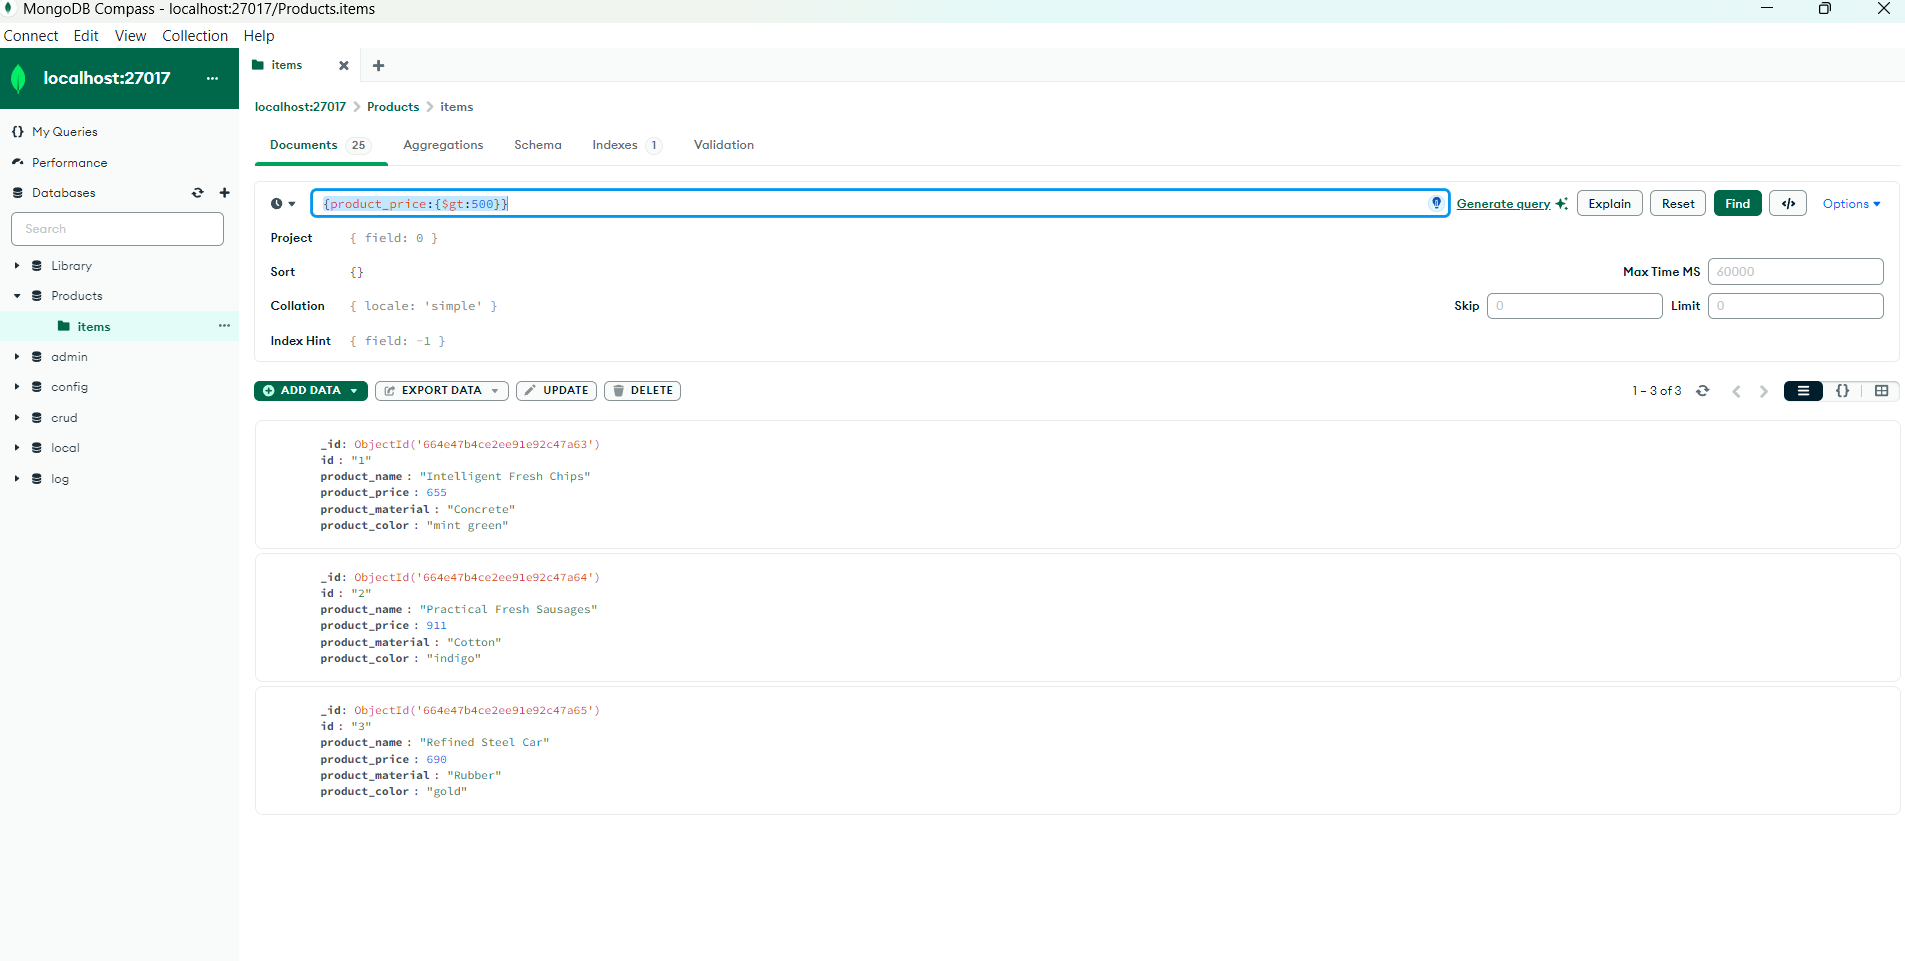 MongoDB Compass - localhost:27017/Products.items
Connect Edit View Collection Help
localhost:27017 ...
My Queries
Performance
Databases
Search
Library
Products
items ...
admin
config
crud
local
log
items
localhost:27017 > Products > items
Documents 25 Aggregations Schema Indexes 1 Validation
{product_price:{$gt:500}} Generate query Explain Reset Find </> Options
Project { field: 0 }
Sort {} Max Time MS 60000
Collation { locale: 'simple' } Skip 0 Limit 0
Index Hint { field: -1 }
ADD DATA EXPORT DATA UPDATE DELETE 1 – 3 of 3 {}
_id: ObjectId('664e47b4ce2ee91e92c47a63')
id : "1"
product_name : "Intelligent Fresh Chips"
product_price : 655
product_material : "Concrete"
product_color : "mint green"
_id: ObjectId('664e47b4ce2ee91e92c47a64')
id : "2"
product_name : "Practical Fresh Sausages"
product_price : 911
product_material : "Cotton"
product_color : "indigo"
_id: ObjectId('664e47b4ce2ee91e92c47a65')
id : "3"
product_name : "Refined Steel Car"
product_price : 690
product_material : "Rubber"
product_color : "gold"